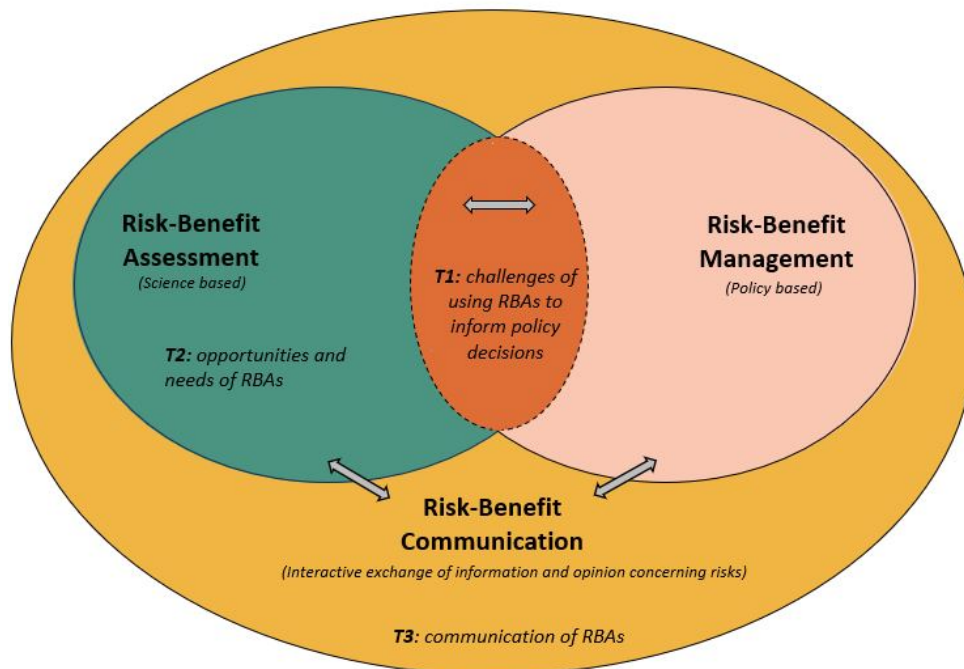 Risk-Benefit
Assessment
(Science based)
T2: opportunities and
needs of RBAs
T1: challenges of
using RBAs to
inform policy
decisions
Risk-Benefit
Management
(Policy based)
Risk-Benefit
Communication
(Interactive exchange of information and opinion concerning risks)
T3: communication of RBAs